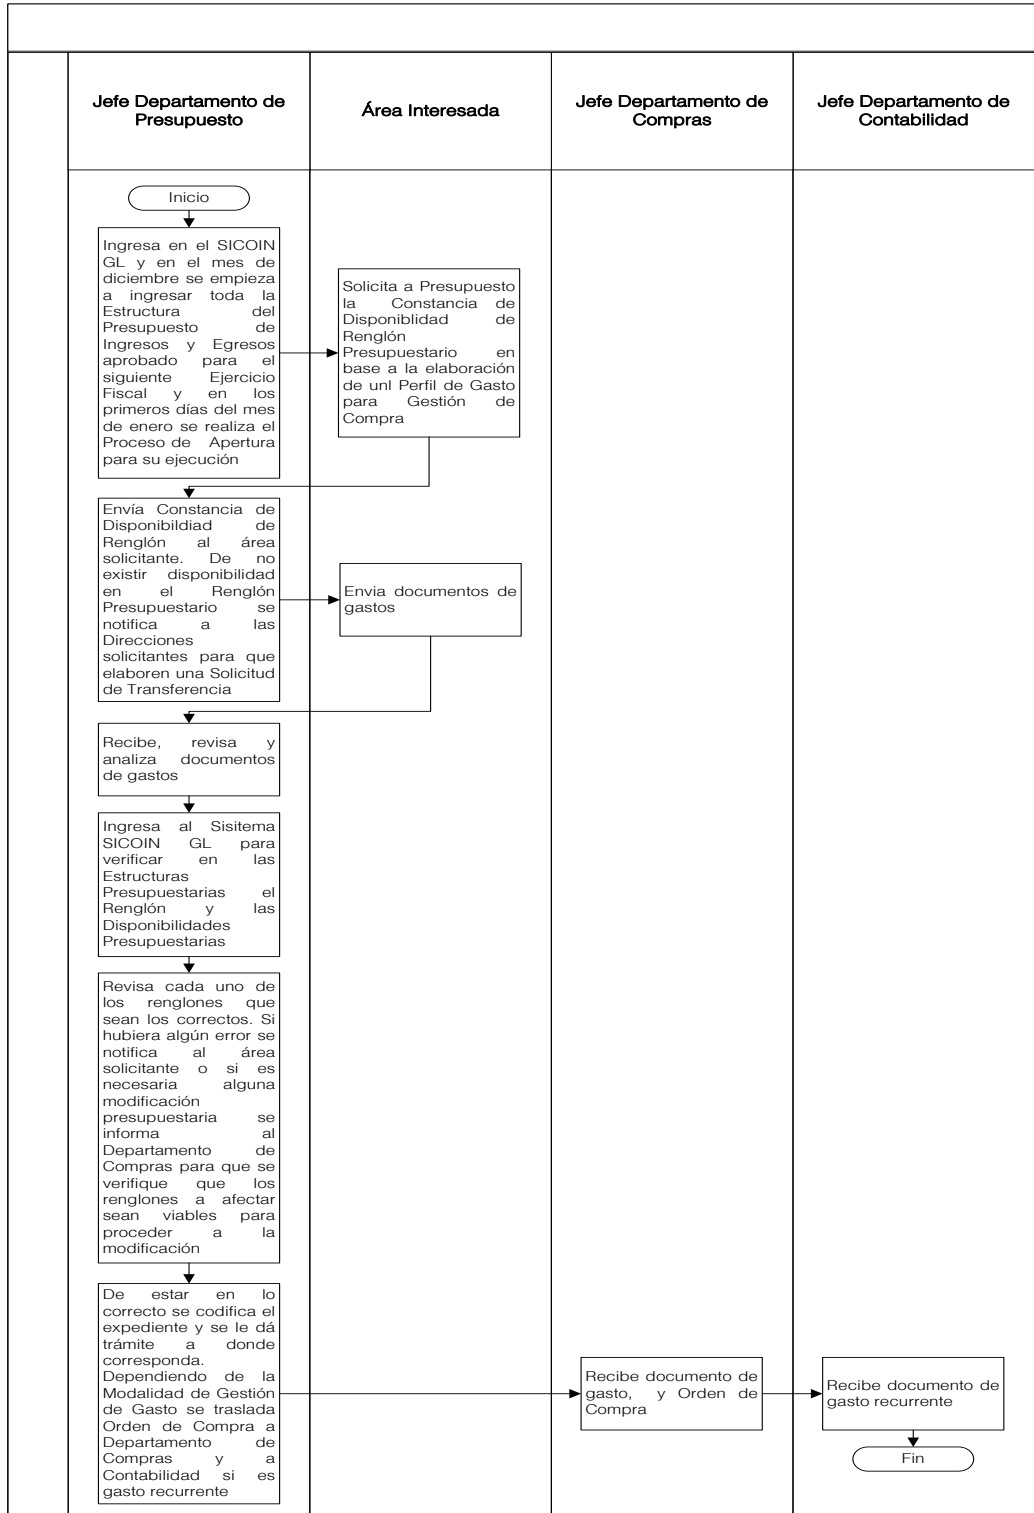 Jefe Departamento de
Presupuesto
Área Interesada
Jefe Departamento de
Compras
Jefe Departamento de
Contabilidad
Inicio
Ingresa en el SICOIN
GL y en el mes de
diciembre se empieza
a ingresar toda la
Estructura del
Presupuesto de
Ingresos y Egresos
aprobado para el
siguiente Ejercicio
Fiscal y en los
primeros días del mes
de enero se realiza el
Proceso de Apertura
para su ejecución
Solicita a Presupuesto
la Constancia de
Disponiblidad de
Renglón
Presupuestario en
base a la elaboración
de unl Perfil de Gasto
para Gestión de
Compra
Envía Constancia de
Disponibildiad de
Renglón al área
solicitante. De no
existir disponibilidad
en el Renglón
Presupuestario se
notifica a las
Direcciones
solicitantes para que
elaboren una Solicitud
de Transferencia
Envia documentos de
gastos
Recibe, revisa y
analiza documentos
de gastos
Ingresa al Sisitema
SICOIN GL para
verificar en las
Estructuras
Presupuestarias el
Renglón y las
Disponibilidades
Presupuestarias
Revisa cada uno de
los renglones que
sean los correctos. Si
hubiera algún error se
notifica al área
solicitante o si es
necesaria alguna
modificación
presupuestaria se
informa al
Departamento de
Compras para que se
verifique que los
renglones a afectar
sean viables para
proceder a la
modificación
De estar en lo
correcto se codifica el
expediente y se le dá
trámite a donde
corresponda.
Dependiendo de la
Modalidad de Gestión
de Gasto se traslada
Orden de Compra a
Departamento de
Compras y a
Contabilidad si es
gasto recurrente
Recibe documento de
gasto, y Orden de
Compra
Recibe documento de
gasto recurrente
Fin